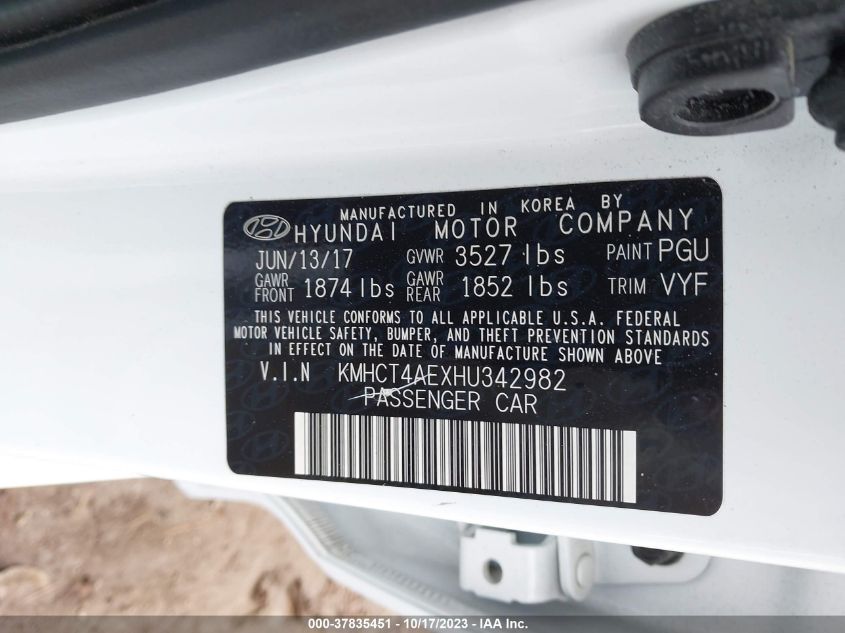 MANUFACTURED IN KOREA BY
HYUNDAI MOTOR COMPANY
JUN/13/17 GVWR 3527 lbs PAINT PGU
GAWR FRONT 1874 lbs GAWR REAR 1852 lbs TRIM VYF
THIS VEHICLE CONFORMS TO ALL APPLICABLE U.S.A. FEDERAL
MOTOR VEHICLE SAFETY, BUMPER, AND THEFT PREVENTION STANDARDS
IN EFFECT ON THE DATE OF MANUFACTURE SHOWN ABOVE
V.I.N KMHCT4AEXHU342982
PASSENGER CAR
000-37835451 - 10/17/2023 - IAAI.com